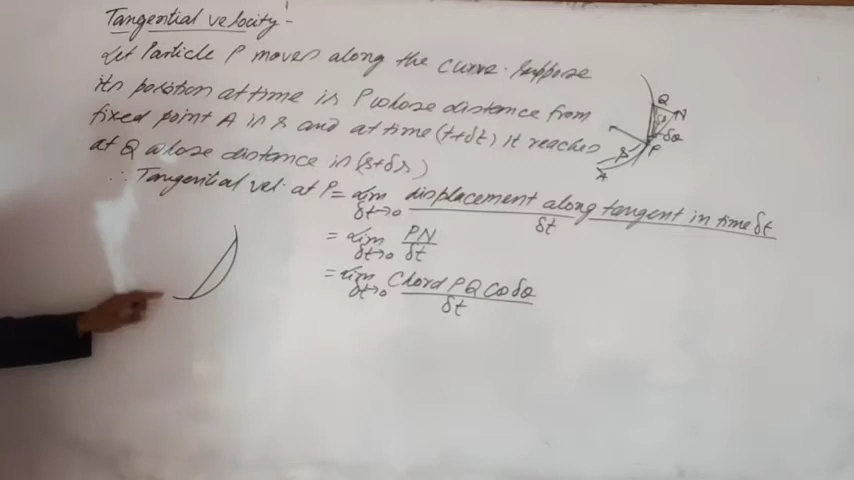 Tangential velocity:-
Let Particle P moves along the curve. Suppose
its position at time is P whose distance from
fixed point A is s and at time (t+δt) it reaches
at Q whose distance is (s+δs)
∴ Tangential vel. at P = lim δt→0 displacement along tangent in time δt / δt
= lim δt→0 PN / δt
= lim δt→0 Chord PQ Cos δθ / δt
Q
N
δθ
P
s
A